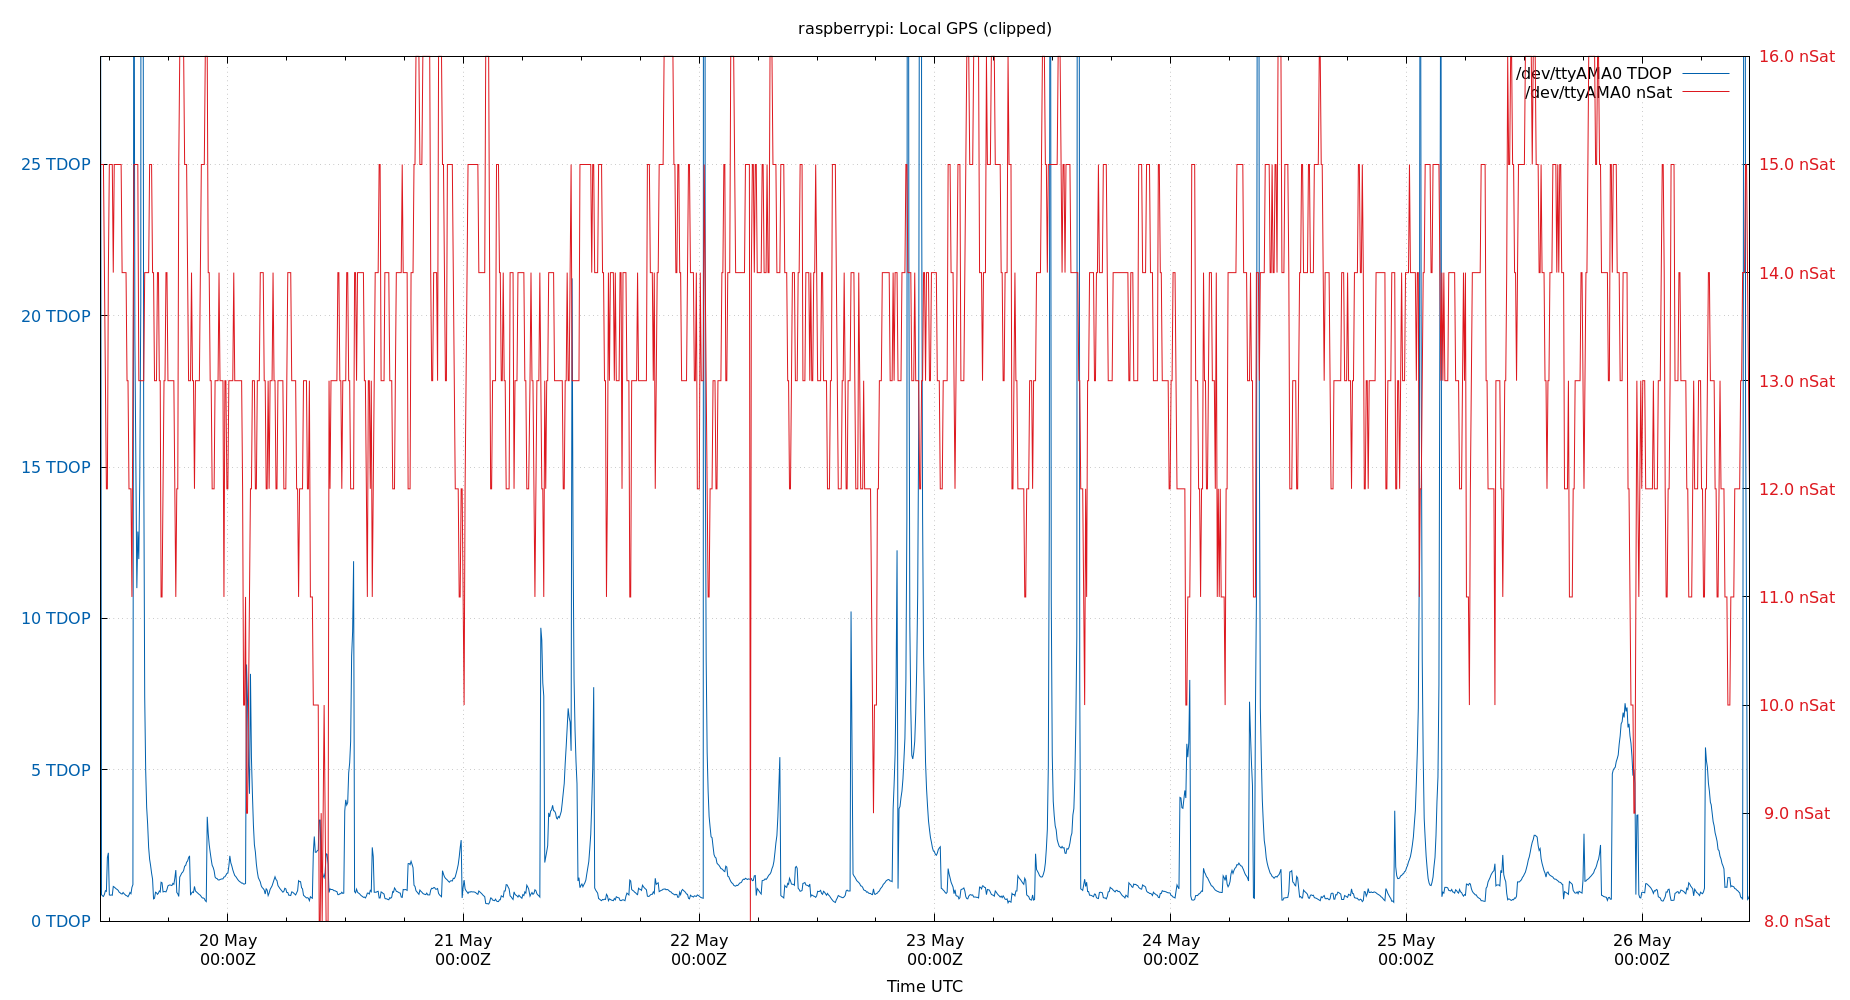 raspberrypi: Local GPS (clipped)
16.0 nSat
/dev/ttyAMA0 TDOP
/dev/ttyAMA0 nSat
25 TDOP
15.0 nSat
14.0 nSat
20 TDOP
13.0 nSat
15 TDOP
12.0 nSat
10 TDOP
11.0 nSat
10.0 nSat
5 TDOP
9.0 nSat
0 TDOP
8.0 nSat
20 May
00:00Z
21 May
00:00Z
22 May
00:00Z
23 May
00:00Z
24 May
00:00Z
25 May
00:00Z
26 May
00:00Z
Time UTC